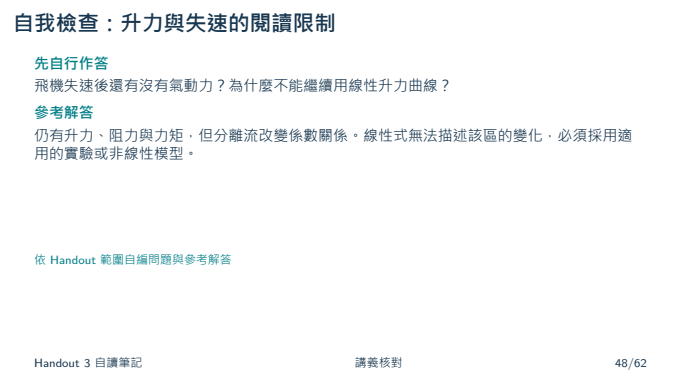 自我檢查：升力與失速的閱讀限制
先自行作答
飛機失速後還有沒有氣動力？為什麼不能繼續用線性升力曲線？
參考解答
仍有升力、阻力與力矩，但分離流改變係數關係。線性式無法描述該區的變化，必須採用適
用的實驗或非線性模型。
依 Handout 範圍自編問題與參考解答
Handout 3 自讀筆記
講義核對
48/62